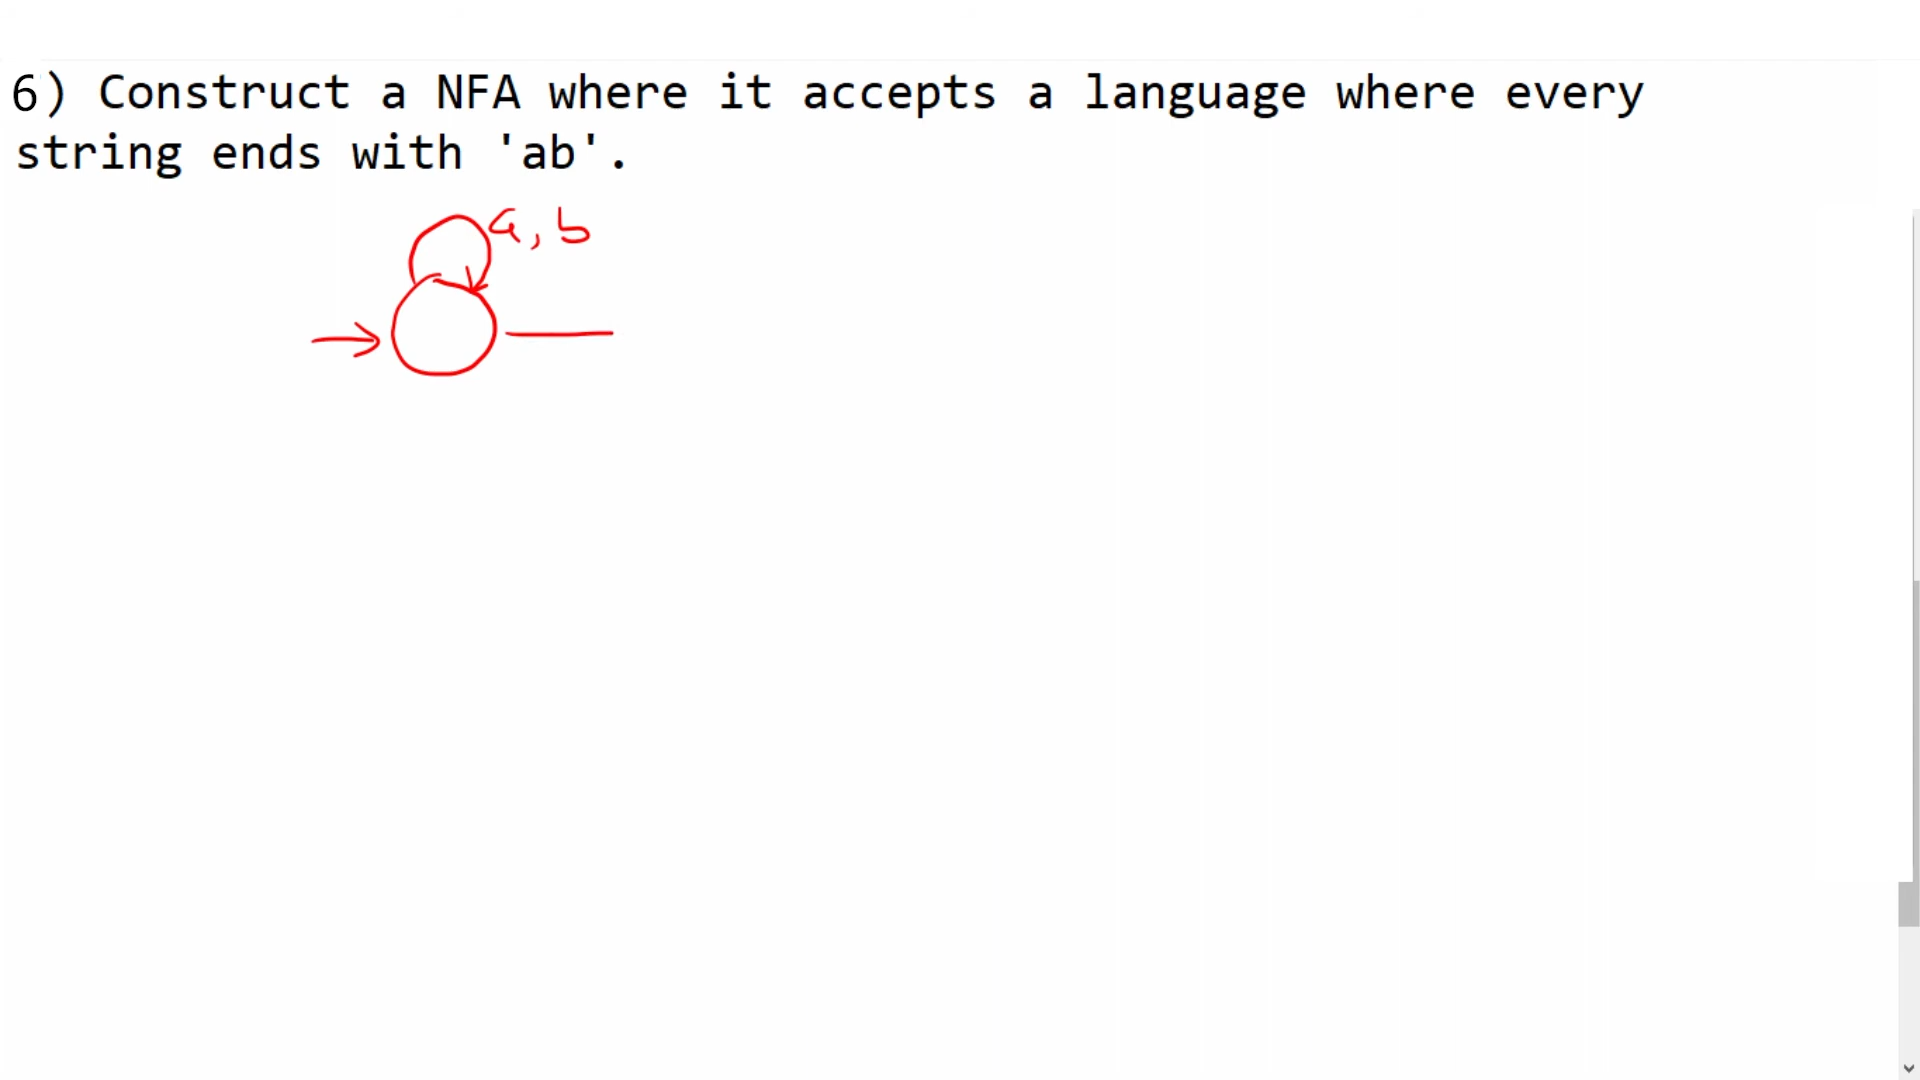 6) Construct a NFA where it accepts a language where every
string ends with 'ab'.
a, b